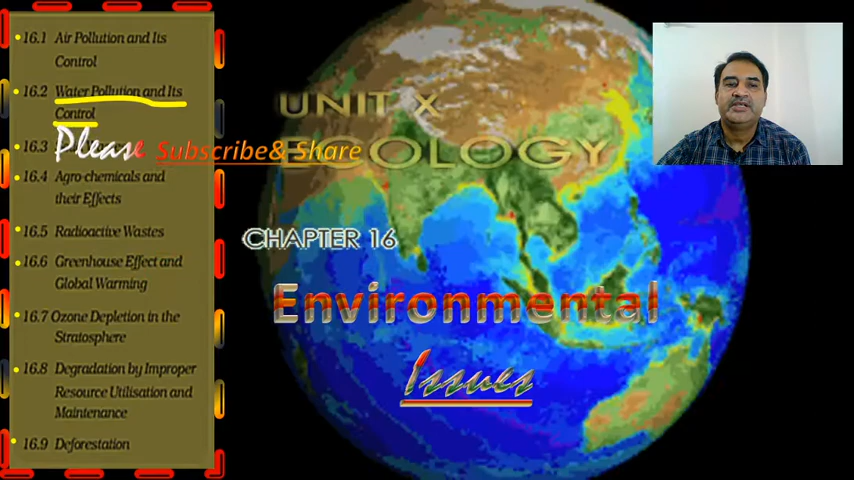 16.1 Air Pollution and Its
Control
16.2 Water Pollution and Its
Control
16.3
Please Subscribe& Share
16.4 Agro-chemicals and
their Effects
16.5 Radioactive Wastes
16.6 Greenhouse Effect and
Global Warming
16.7 Ozone Depletion in the
Stratosphere
16.8 Degradation by Improper
Resource Utilisation and
Maintenance
16.9 Deforestation
UNIT X
ECOLOGY
CHAPTER 16
Environmental
Issues